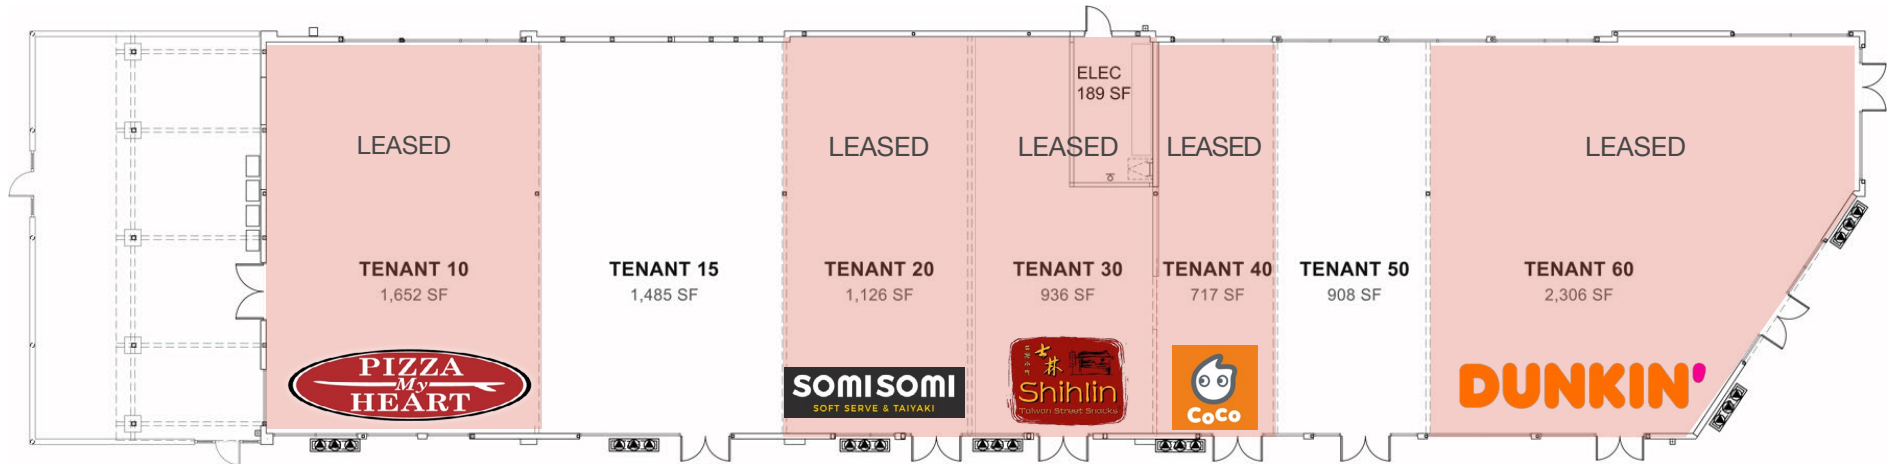 ELEC
189 SF
LEASED
LEASED
LEASED
LEASED
LEASED
TENANT 10
1,652 SF
TENANT 15
1,485 SF
TENANT 20
1,126 SF
TENANT 30
936 SF
TENANT 40
717 SF
TENANT 50
908 SF
TENANT 60
2,306 SF
PIZZA
My
HEART
SOMISOMI
SOFT SERVE & TAIYAKI
士林
Shihlin
Taiwan Street Snacks
CoCo
DUNKIN'